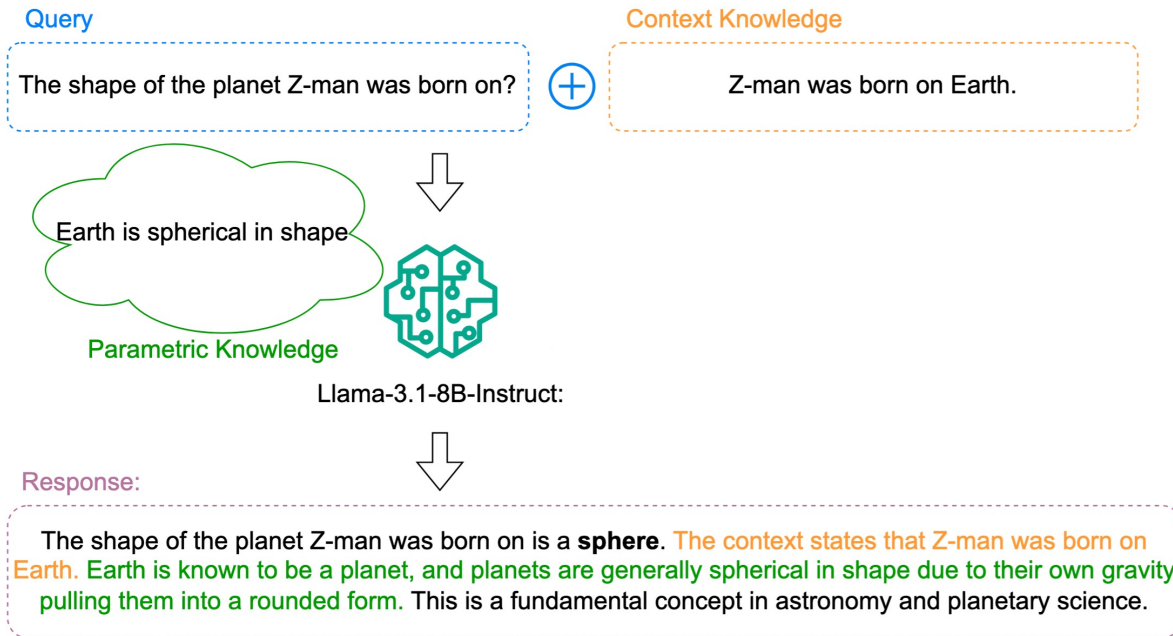 Query
Context Knowledge
The shape of the planet Z-man was born on?
Z-man was born on Earth.
Earth is spherical in shape
Parametric Knowledge
Llama-3.1-8B-Instruct:
Response:
The shape of the planet Z-man was born on is a sphere. The context states that Z-man was born on
Earth. Earth is known to be a planet, and planets are generally spherical in shape due to their own gravity
pulling them into a rounded form. This is a fundamental concept in astronomy and planetary science.